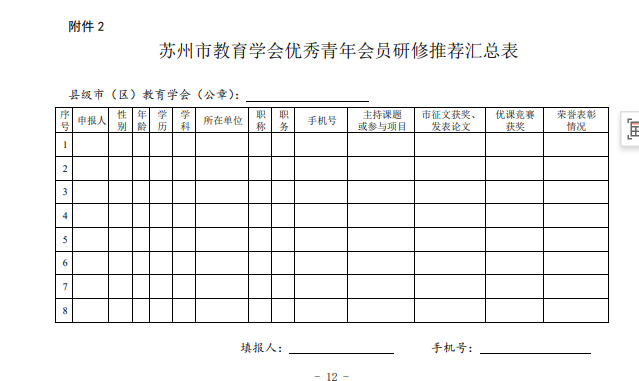 附件 2
苏州市教育学会优秀青年会员研修推荐汇总表
县级市（区）教育学会（公章）：
序号 申报人 性别 年龄 学历 学科 所在单位 职称 职务 手机号 主持课题或参与项目 市征文获奖、发表论文 优课竞赛获奖 荣誉表彰情况
1
2
3
4
5
6
7
8
填报人： 手机号：
- 12 -